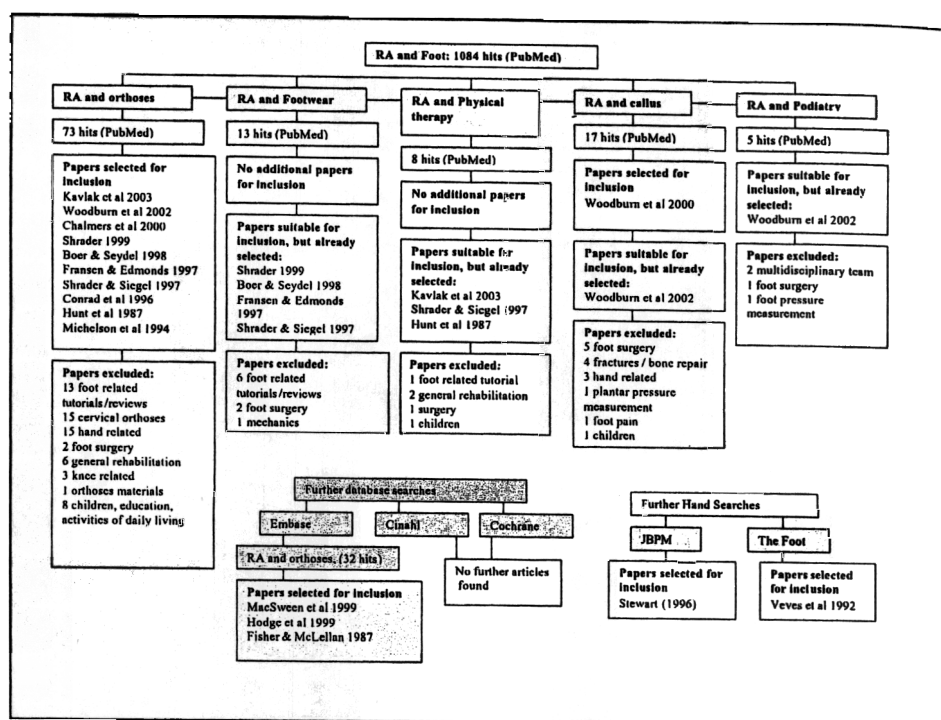 RA and Foot: 1084 hits (PubMed)
RA and orthoses
73 hits (PubMed)
Papers selected for
inclusion
Kavlak et al 2003
Woodburn et al 2002
Chalmers et al 2000
Shrader 1999
Boer & Seydel 1998
Fransen & Edmonds 1997
Shrader & Siegel 1997
Conrad et al 1996
Hunt et al 1987
Michelson et al 1994
Papers excluded:
13 foot related
tutorials/reviews
15 cervical orthoses
15 hand related
2 foot surgery
6 general rehabilitation
3 knee related
1 orthoses materials
8 children, education,
activities of daily living
RA and Footwear
13 hits (PubMed)
No additional papers
for inclusion
Papers suitable for
inclusion, but already
selected:
Shrader 1999
Boer & Seydel 1998
Fransen & Edmonds
1997
Shrader & Siegel 1997
Papers excluded:
6 foot related
tutorials/reviews
2 foot surgery
1 mechanics
RA and Physical
therapy
8 hits (PubMed)
No additional papers
for inclusion
Papers suitable for
inclusion, but already
selected:
Kavlak et al 2003
Shrader & Siegel 1997
Hunt et al 1987
Papers excluded:
1 foot related tutorial
2 general rehabilitation
1 surgery
1 children
RA and callus
17 hits (PubMed)
Papers selected for
inclusion
Woodburn et al 2000
Papers suitable for
inclusion, but already
selected:
Woodburn et al 2002
Papers excluded:
5 foot surgery
4 fractures / bone repair
3 hand related
1 plantar pressure
measurement
1 foot pain
1 children
RA and Podiatry
5 hits (PubMed)
Papers suitable for
inclusion, but already
selected:
Woodburn et al 2002
Papers excluded:
2 multidisciplinary team
1 foot surgery
1 foot pressure
measurement
Further database searches
Embase
Cinahl
Cochrane
RA and orthoses, (32 hits)
Papers selected for inclusion
MacSween et al 1999
Hodge et al 1999
Fisher & McLellan 1987
No further articles
found
Further Hand Searches
JBPM
The Foot
Papers selected for
inclusion
Stewart (1996)
Papers selected
for inclusion
Veves et al 1992